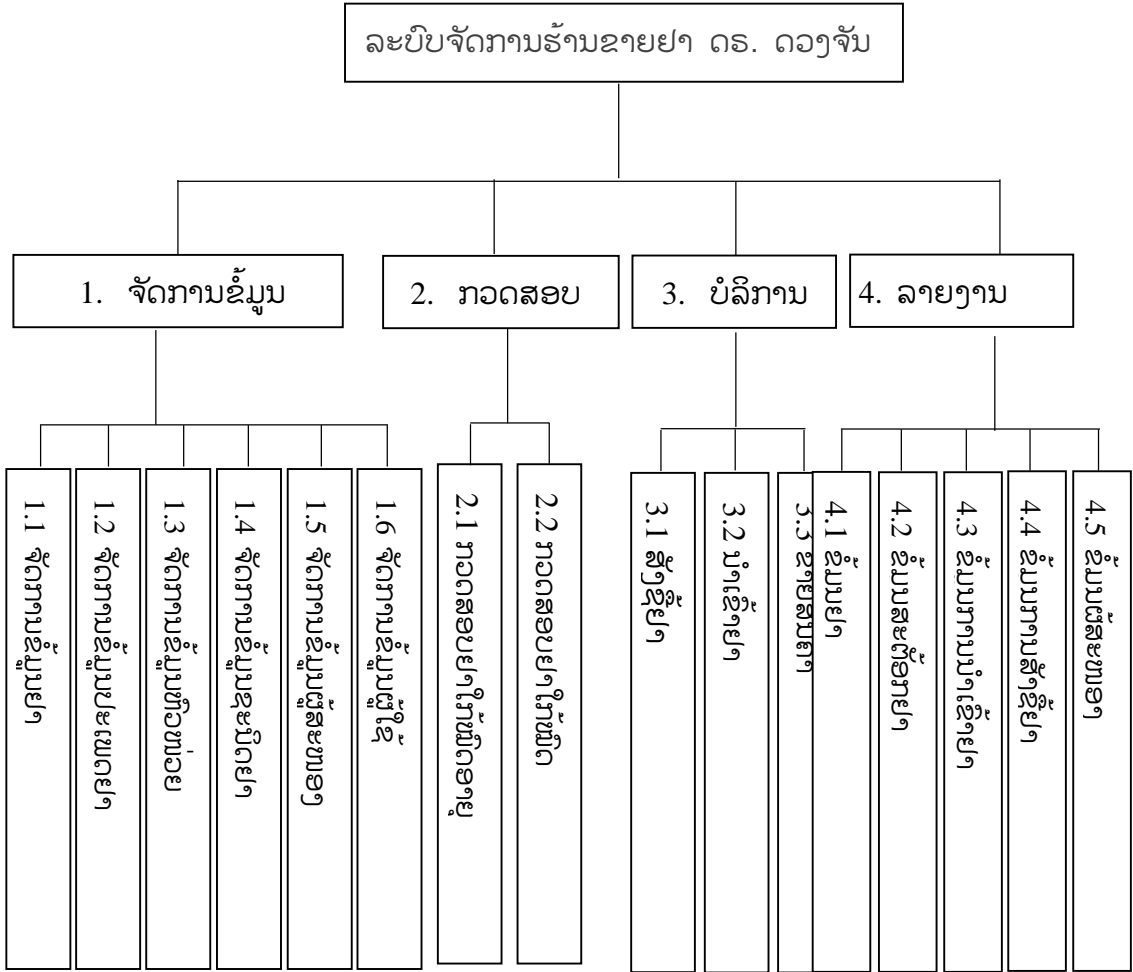 ລະບົບຈັດການຮ້ານຂາຍຢາ ດຣ. ດວງຈັນ
1. ຈັດການຂໍ້ມູນ
2. ກວດສອບ
3. ບໍລິການ
4. ລາຍງານ
1.1 ຈັດການຂໍ້ມູນຢາ
1.2 ຈັດການຂໍ້ມູນປະເພດຢາ
1.3 ຈັດການຂໍ້ມູນຫົວໜ່ວຍ
1.4 ຈັດການຂໍ້ມູນຊະນິດຢາ
1.5 ຈັດການຂໍ້ມູນຜູ້ສະໜອງ
1.6 ຈັດການຂໍ້ມູນຜູ້ໃຊ້
2.1 ກວດສອບຢາໃກ້ໝົດອາຍຸ
2.2 ກວດສອບຢາໃກ້ໝົດ
3.1 ສັ່ງຊື້ຢາ
3.2 ນຳເຂົ້າຢາ
3.3 ຂາຍສິນຄ້າ
4.1 ຂໍ້ມູນຢາ
4.2 ຂໍ້ມູນສະຕ໊ອກຢາ
4.3 ຂໍ້ມູນການນຳເຂົ້າຢາ
4.4 ຂໍ້ມູນການສັ່ງຊື້ຢາ
4.5 ຂໍ້ມູນຜູ້ສະໜອງ